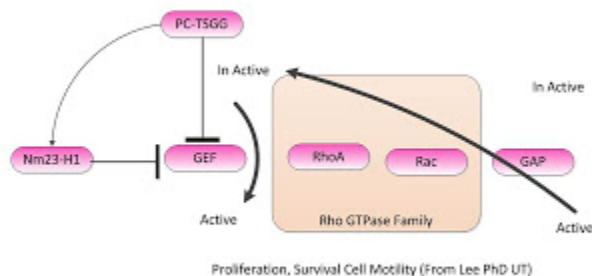 PC-TSGG
In Active
In Active
Nm23-H1
GEF
RhoA
Rac
GAP
Active
Rho GTPase Family
Active
Proliferation, Survival Cell Motility (From Lee PhD UT)